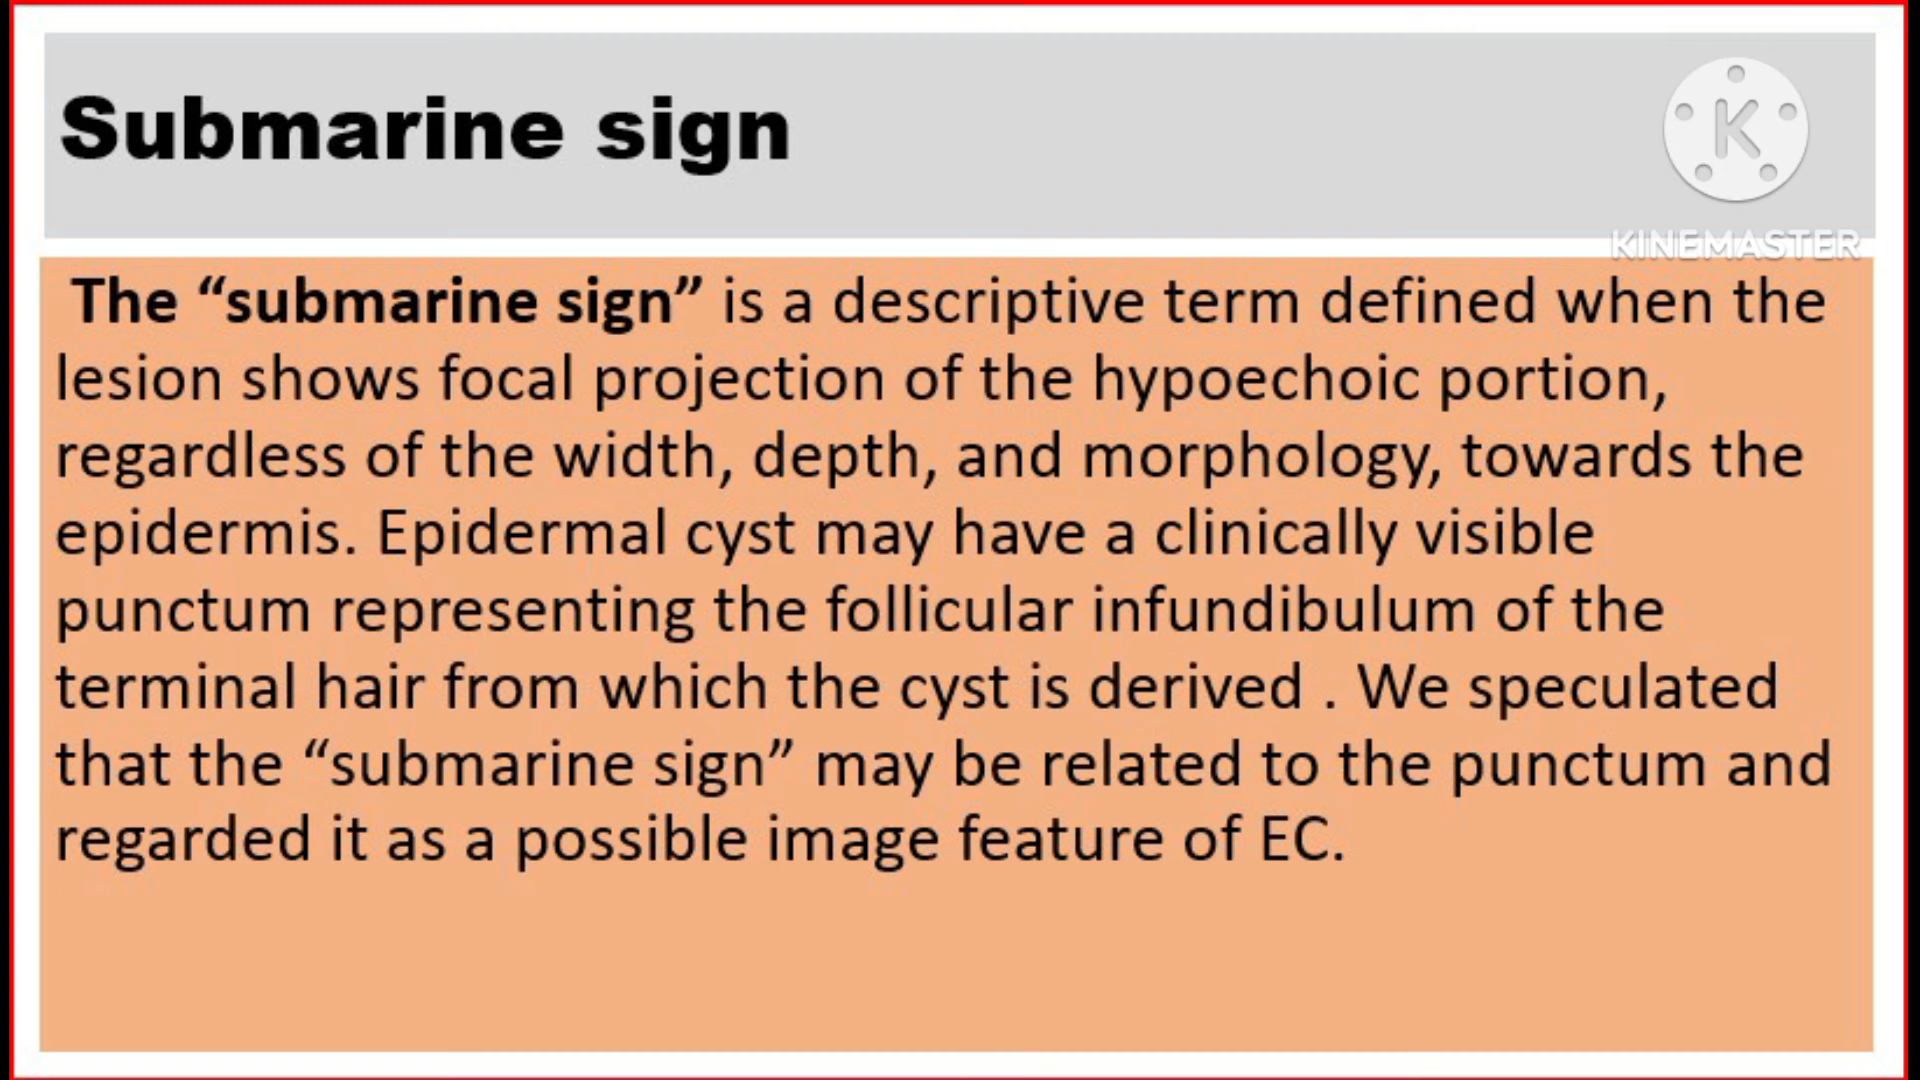 Submarine sign
K
KINEMASTER
The “submarine sign” is a descriptive term defined when the
lesion shows focal projection of the hypoechoic portion,
regardless of the width, depth, and morphology, towards the
epidermis. Epidermal cyst may have a clinically visible
punctum representing the follicular infundibulum of the
terminal hair from which the cyst is derived . We speculated
that the “submarine sign” may be related to the punctum and
regarded it as a possible image feature of EC.